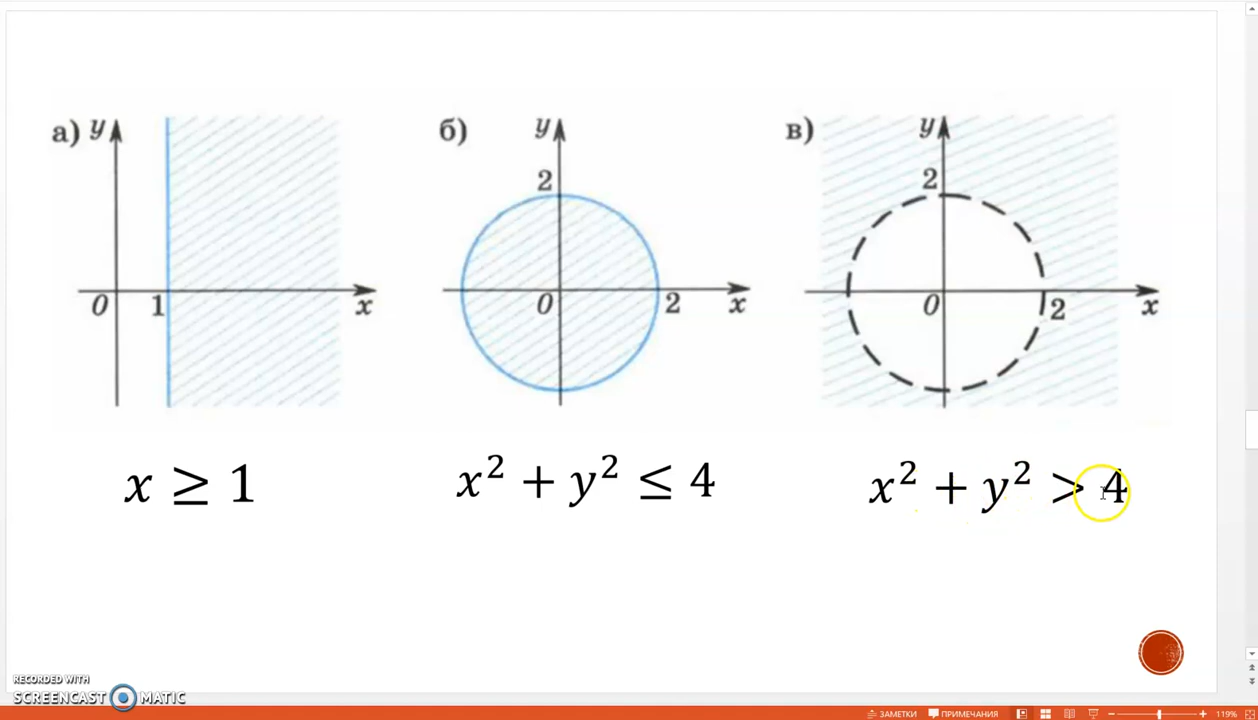 а) y
0 1 x
б) y
2
0 2 x
в) y
2
0 2 x
x² + y² ≤ 4
x ≥ 1
x² + y² > 4
RECORDED WITH
SCREENCAST MATIC
ЗАМЕТКИ ПРИМЕЧАНИЯ 119%